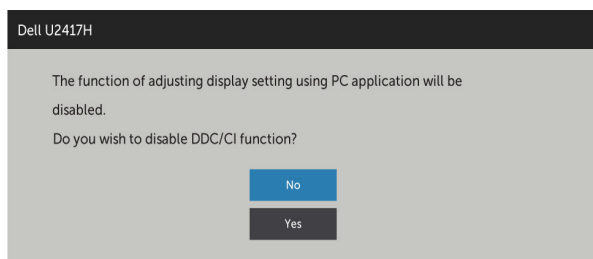 Dell U2417H
The function of adjusting display setting using PC application will be
disabled.
Do you wish to disable DDC/CI function?
No
Yes